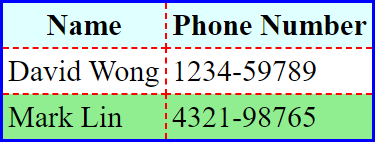 Name Phone Number
David Wong 1234-59789
Mark Lin 4321-98765